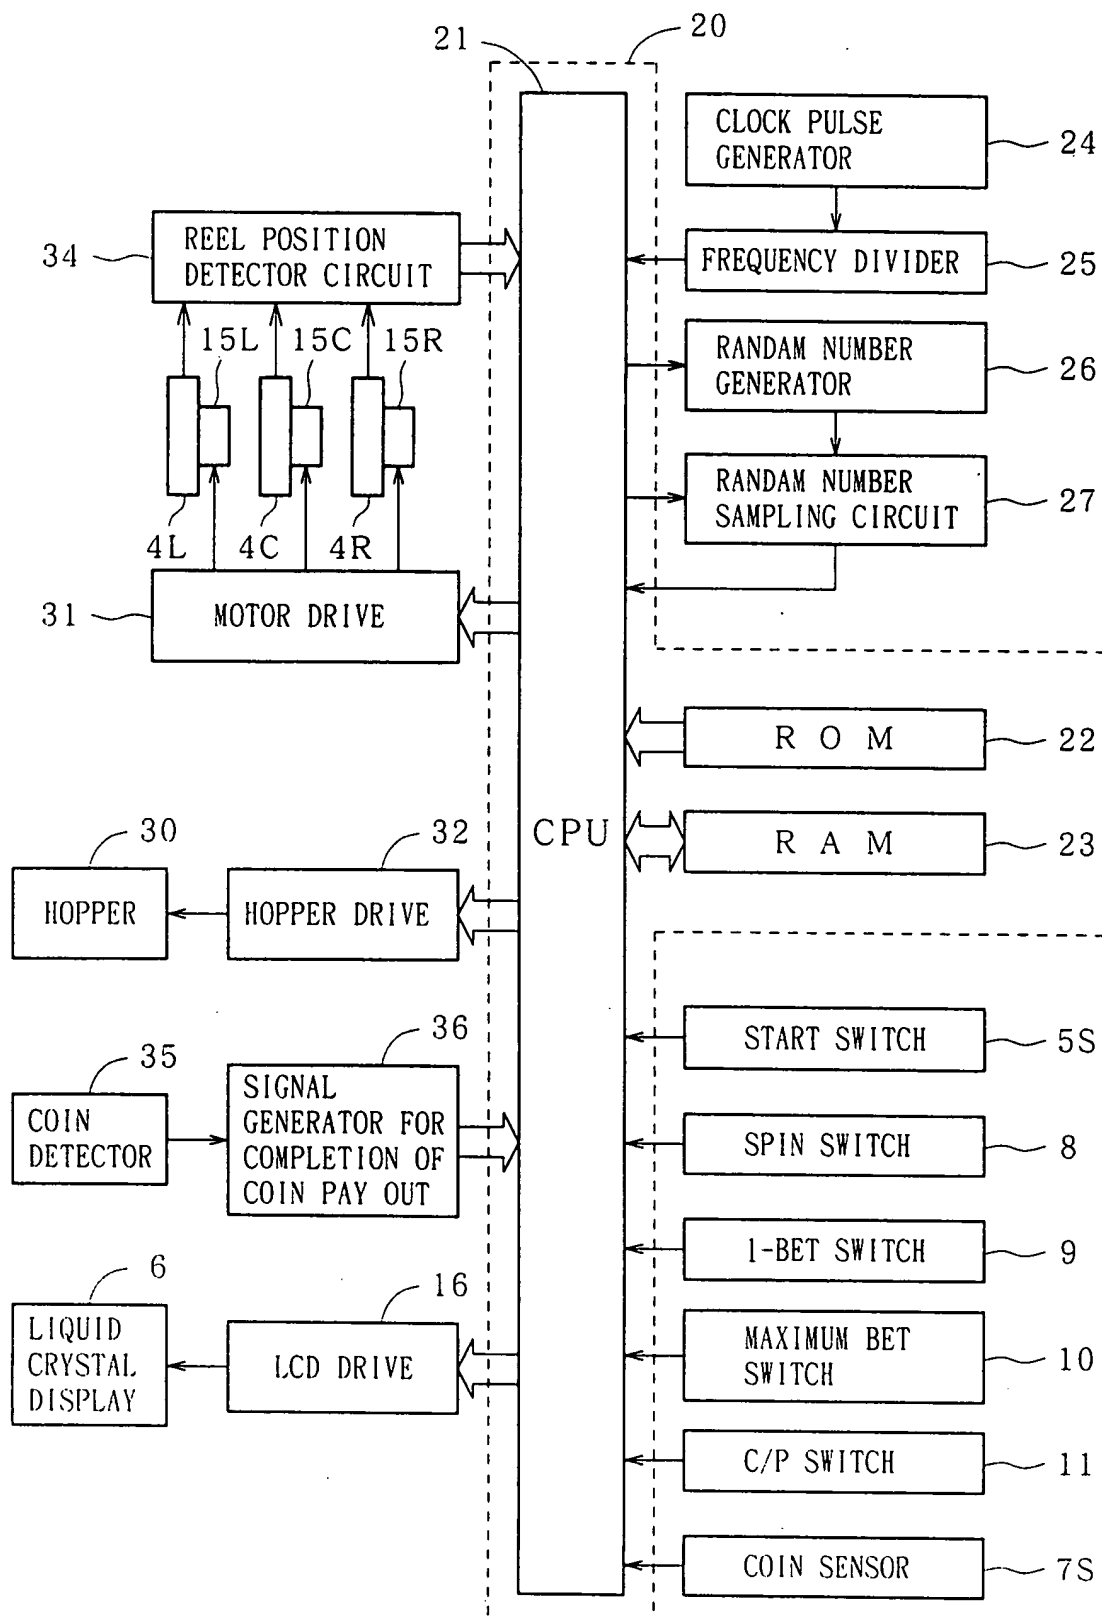 21
20
CLOCK PULSE
GENERATOR
24
REEL POSITION
DETECTOR CIRCUIT
34
FREQUENCY DIVIDER
25
15L
15C
15R
RANDAM NUMBER
GENERATOR
26
RANDAM NUMBER
SAMPLING CIRCUIT
27
4L
4C
4R
31
MOTOR DRIVE
ROM
22
CPU
RAM
23
30
32
HOPPER
HOPPER DRIVE
START SWITCH
5S
35
36
COIN
DETECTOR
SIGNAL
GENERATOR FOR
COMPLETION OF
COIN PAY OUT
SPIN SWITCH
8
1-BET SWITCH
9
6
16
LIQUID
CRYSTAL
DISPLAY
LCD DRIVE
MAXIMUM BET
SWITCH
10
C/P SWITCH
11
COIN SENSOR
7S